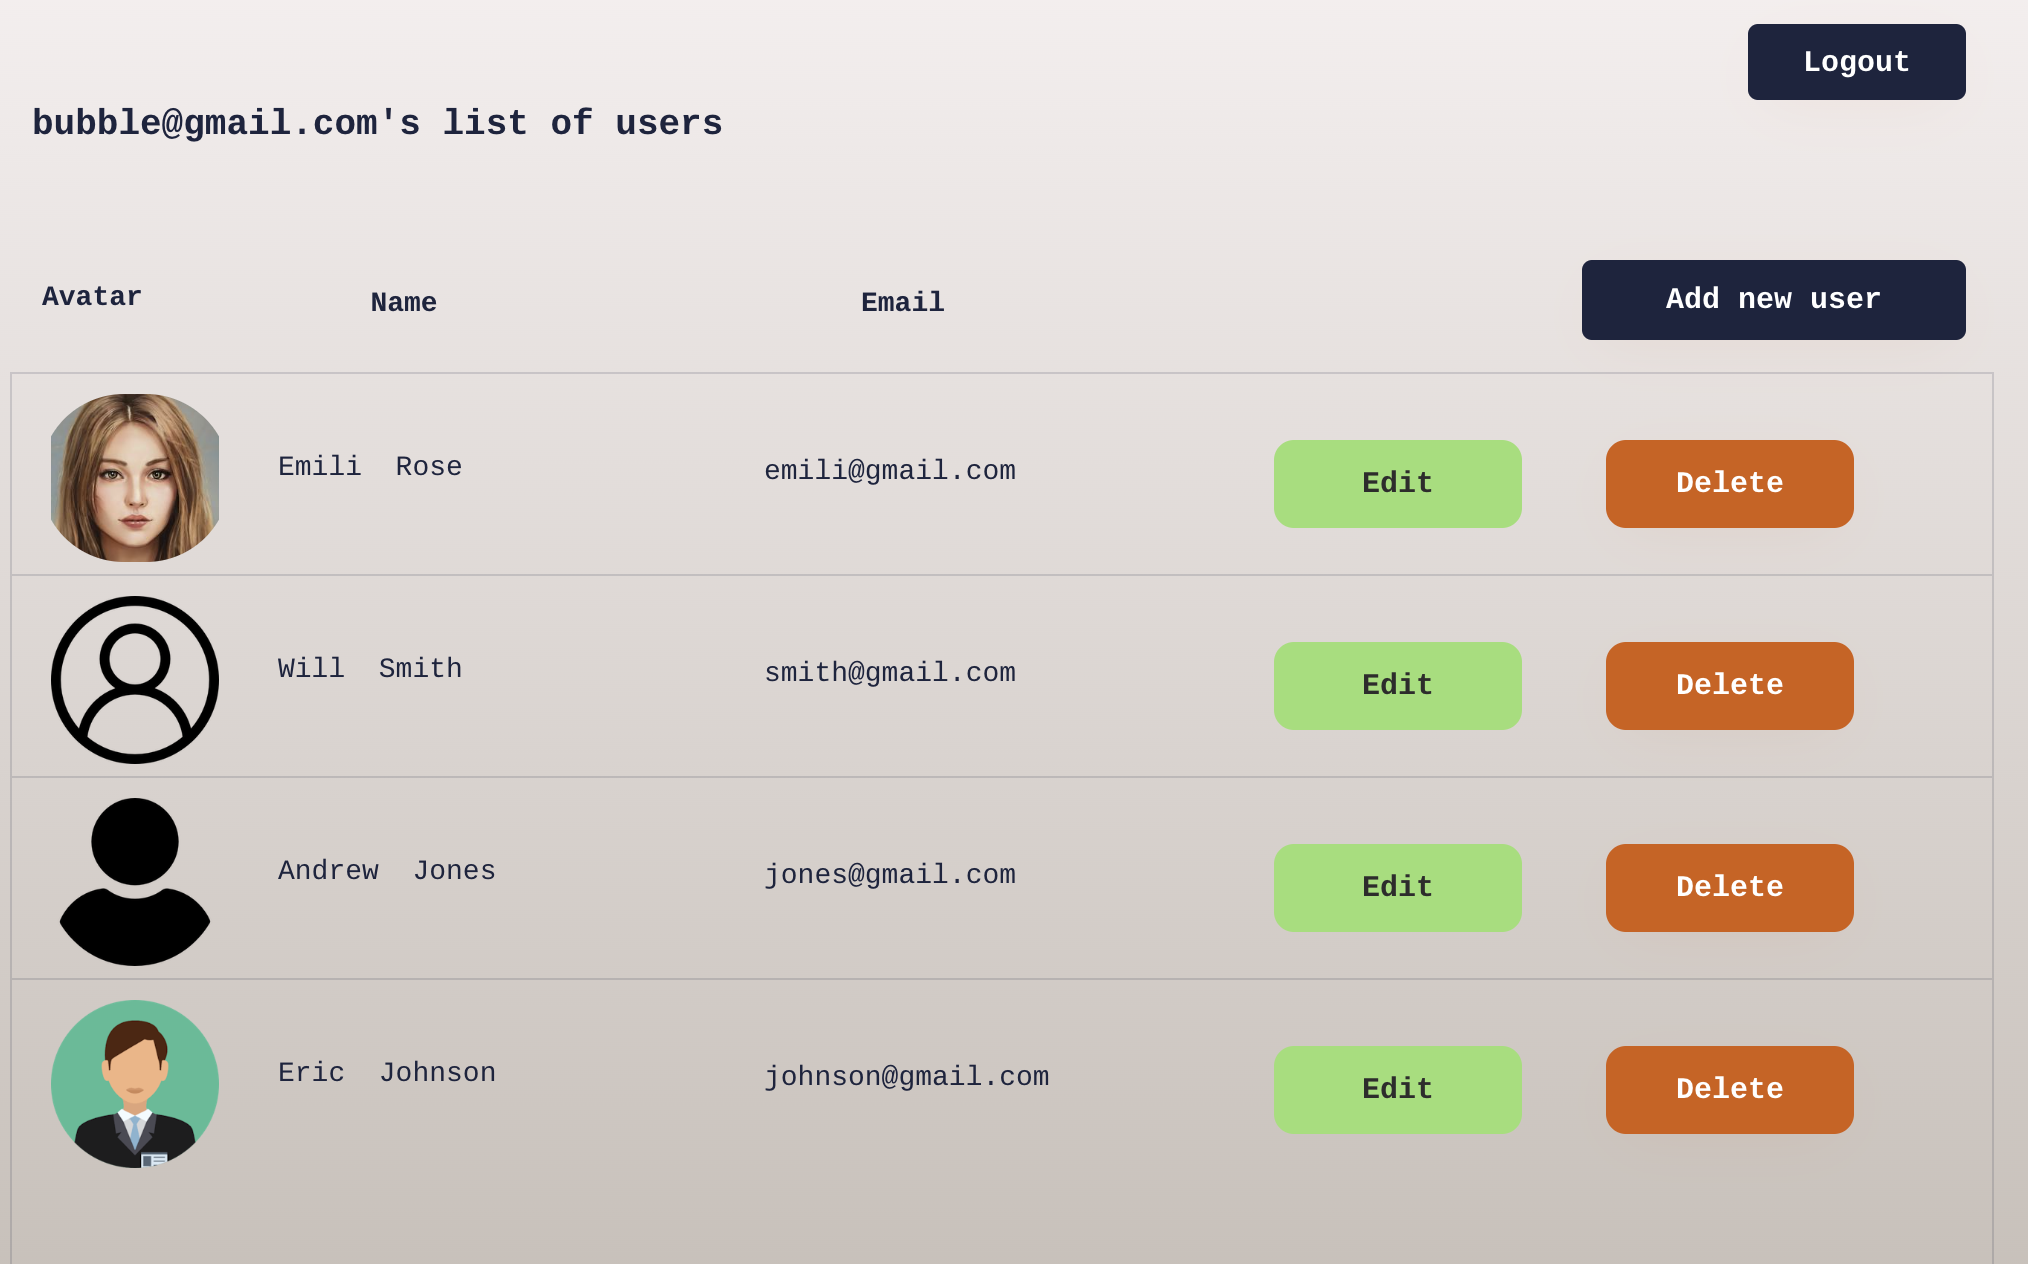 Logout
bubble@gmail.com's list of users
Avatar Name Email Add new user
Emili Rose emili@gmail.com Edit Delete
Will Smith smith@gmail.com Edit Delete
Andrew Jones jones@gmail.com Edit Delete
Eric Johnson johnson@gmail.com Edit Delete